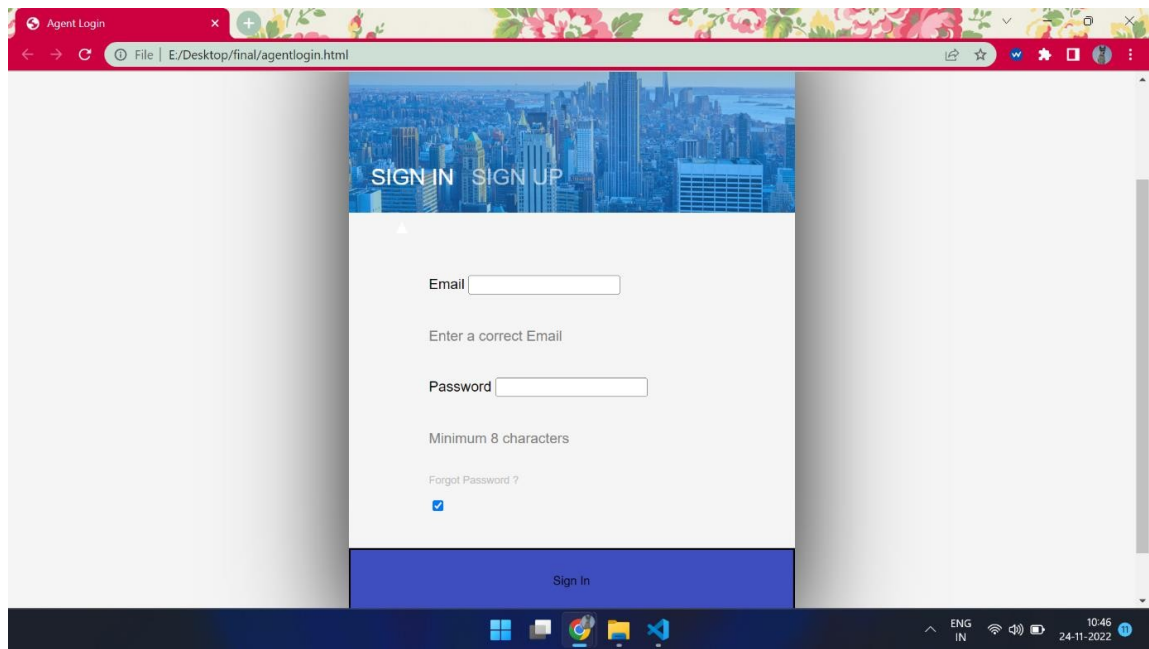 Agent Login
File | E:/Desktop/final/agentlogin.html
SIGN IN SIGN UP
Email
Enter a correct Email
Password
Minimum 8 characters
Forgot Password ?
Sign In
ENG
IN
10:46
24-11-2022
11